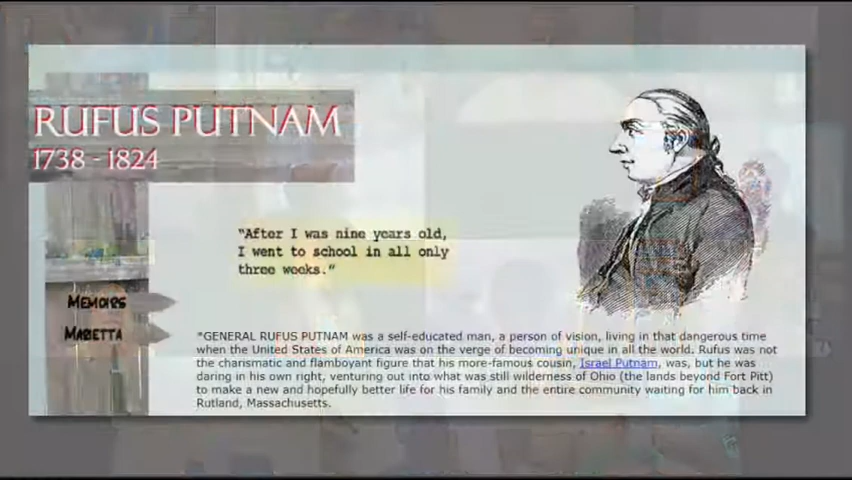 RUFUS PUTNAM
1738 - 1824
"After I was nine years old,
I went to school in all only
three weeks."
MEMOIRS
MARIETTA
"GENERAL RUFUS PUTNAM was a self-educated man, a person of vision, living in that dangerous time
when the United States of America was on the verge of becoming unique in all the world. Rufus was not
the charismatic and flamboyant figure that his more-famous cousin, Israel Putnam, was, but he was
daring in his own right, venturing out into what was still wilderness of Ohio (the lands beyond Fort Pitt)
to make a new and hopefully better life for his family and the entire community waiting for him back in
Rutland, Massachusetts.